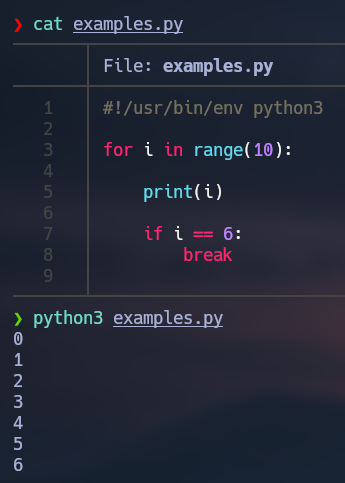 ❯ cat examples.py
File: examples.py
1 #!/usr/bin/env python3
2
3 for i in range(10):
4
5     print(i)
6
7     if i == 6:
8         break
9
❯ python3 examples.py
0
1
2
3
4
5
6